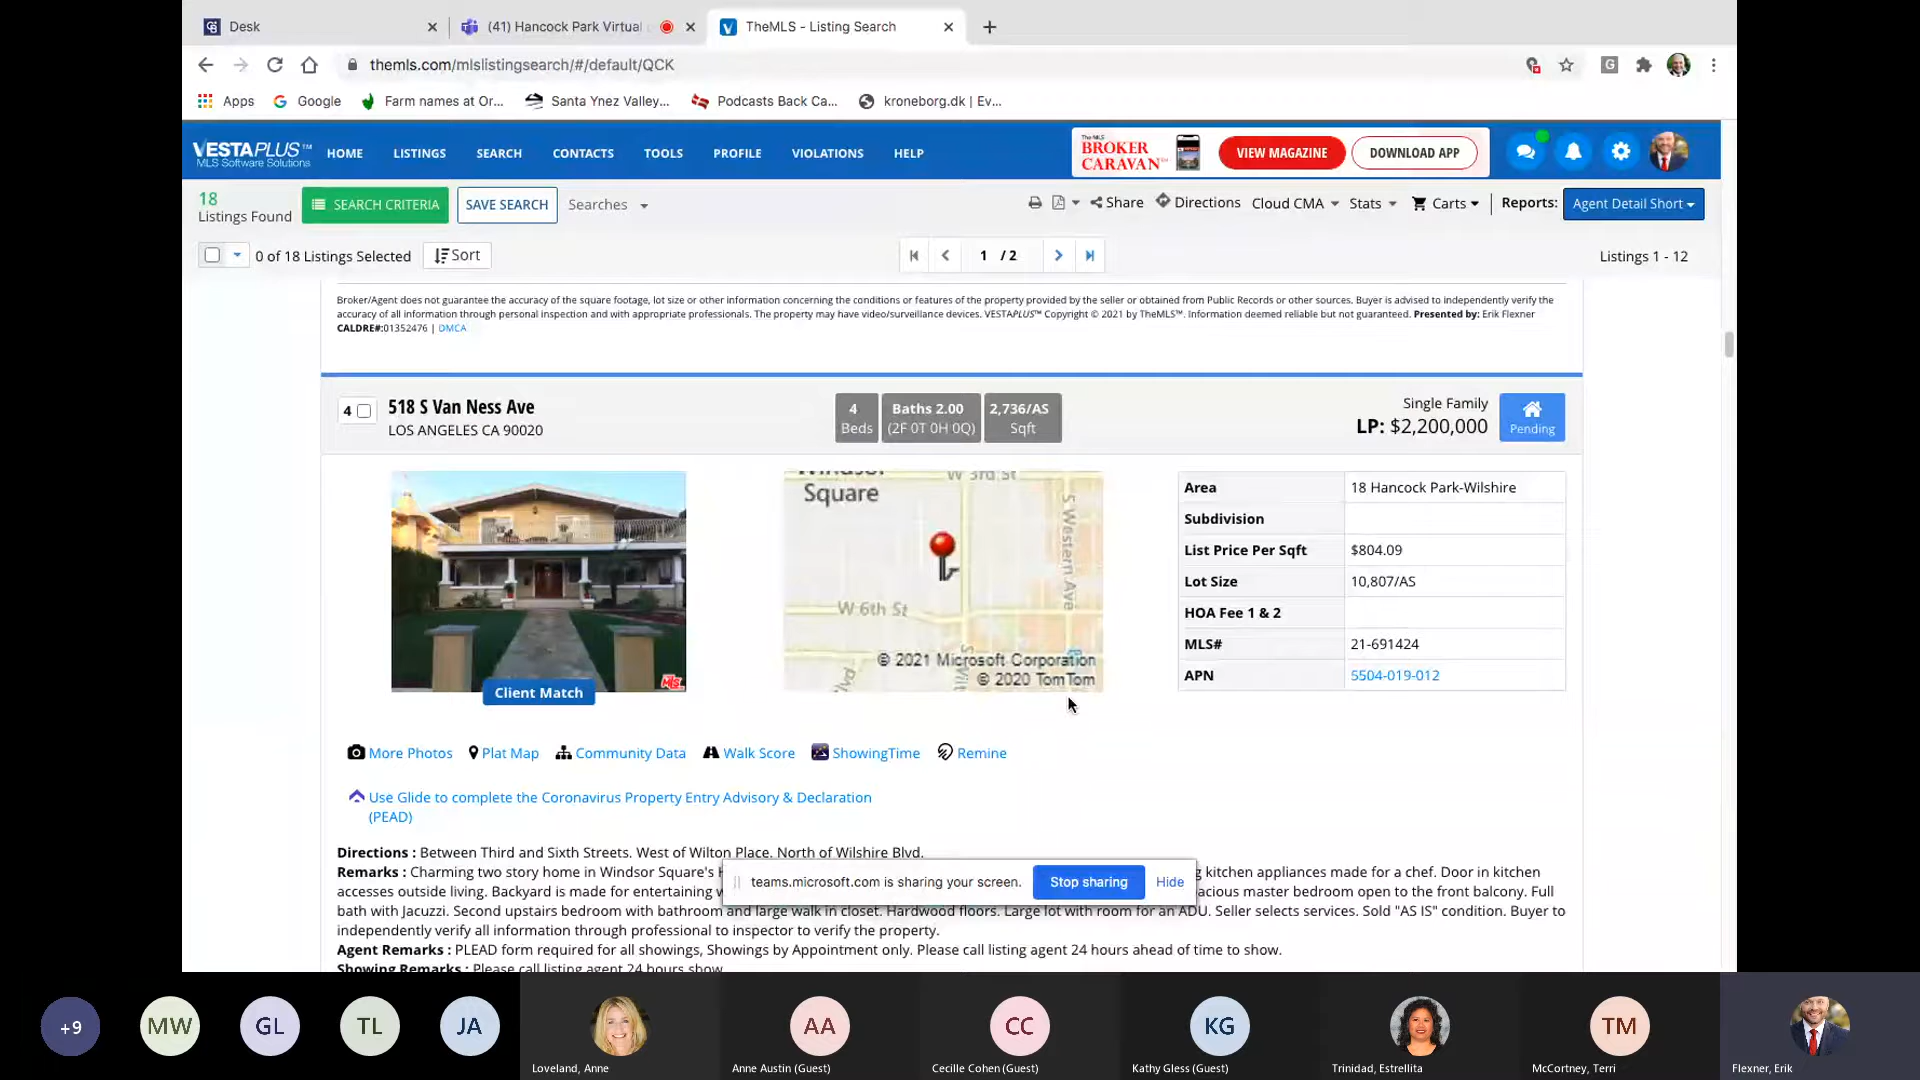 Desk
(41) Hancock Park Virtual
TheMLS - Listing Search
themls.com/mlslistingsearch/#/default/QCK
G
Apps
Google
Farm names at Or...
Santa Ynez Valley...
Podcasts Back Ca...
kroneborg.dk | Ev...
VESTAPLUS™
MLS Software Solutions
HOME
LISTINGS
SEARCH
CONTACTS
TOOLS
PROFILE
VIOLATIONS
HELP
BROKER
CARAVAN
VIEW MAGAZINE
DOWNLOAD APP
18
Listings Found
SEARCH CRITERIA
SAVE SEARCH
Searches
Share
Directions
Cloud CMA
Stats
Carts
Reports:
Agent Detail Short
0 of 18 Listings Selected
Sort
1 / 2
Listings 1 - 12
Broker/Agent does not guarantee the accuracy of the square footage, lot size or other information concerning the conditions or features of the property provided by the seller or obtained from Public Records or other sources. Buyer is advised to independently verify the
accuracy of all information through personal inspection and with appropriate professionals. The property may have video/surveillance devices. VESTAPLUS™ Copyright © 2021 by TheMLS™. Information deemed reliable but not guaranteed. Presented by: Erik Flexner
CALDRE#:01352476 | DMCA
4
518 S Van Ness Ave
LOS ANGELES CA 90020
4
Beds
Baths 2.00
(2F 0T 0H 0Q)
2,736/AS
Sqft
Single Family
LP: $2,200,000
Pending
Client Match
Windsor
Square
W 3rd St
S Western Ave
W 6th St
© 2021 Microsoft Corporation
© 2020 TomTom
Area 18 Hancock Park-Wilshire
Subdivision
List Price Per Sqft $804.09
Lot Size 10,807/AS
HOA Fee 1 & 2
MLS# 21-691424
APN 5504-019-012
More Photos
Plat Map
Community Data
Walk Score
ShowingTime
Remine
Use Glide to complete the Coronavirus Property Entry Advisory & Declaration
(PEAD)
Directions : Between Third and Sixth Streets. West of Wilton Place. North of Wilshire Blvd.
Remarks : Charming two story home in Windsor Square's H g kitchen appliances made for a chef. Door in kitchen
accesses outside living. Backyard is made for entertaining w acious master bedroom open to the front balcony. Full
bath with Jacuzzi. Second upstairs bedroom with bathroom and large walk in closet. Hardwood floors. Large lot with room for an ADU. Seller selects services. Sold "AS IS" condition. Buyer to
independently verify all information through professional to inspector to verify the property.
Agent Remarks : PLEAD form required for all showings, Showings by Appointment only. Please call listing agent 24 hours ahead of time to show.
Showing Remarks : Please call listing agent 24 hours show
teams.microsoft.com is sharing your screen.
Stop sharing
Hide
+9
MW
GL
TL
JA
AA
CC
KG
TM
Loveland, Anne
Anne Austin (Guest)
Cecille Cohen (Guest)
Kathy Gless (Guest)
Trinidad, Estrellita
McCortney, Terri
Flexner, Erik